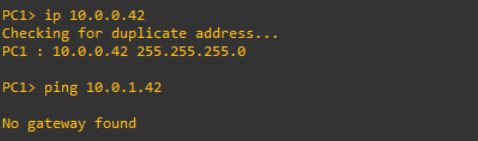 PC1> ip 10.0.0.42
Checking for duplicate address...
PC1 : 10.0.0.42 255.255.255.0
PC1> ping 10.0.1.42
No gateway found